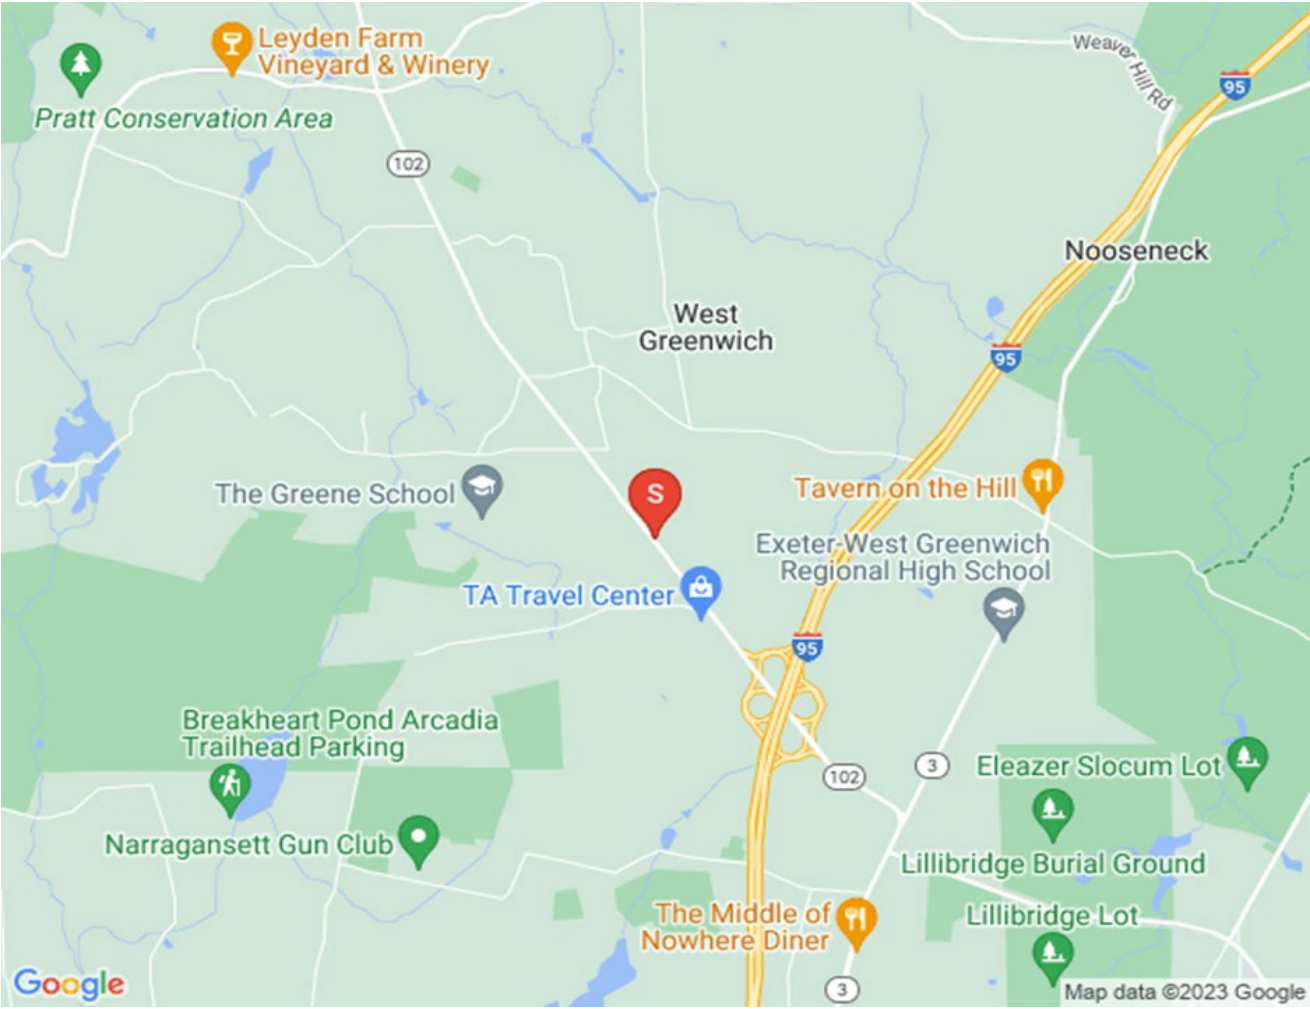 Leyden Farm
Vineyard & Winery
Weaver Hill Rd
95
Pratt Conservation Area
102
Nooseneck
West
Greenwich
95
The Greene School
S
Tavern on the Hill
Exeter-West Greenwich
Regional High School
TA Travel Center
95
Breakheart Pond Arcadia
Trailhead Parking
102
3
Eleazer Slocum Lot
Narragansett Gun Club
Lillibridge Burial Ground
The Middle of
Nowhere Diner
Lillibridge Lot
Google
3
Map data ©2023 Google